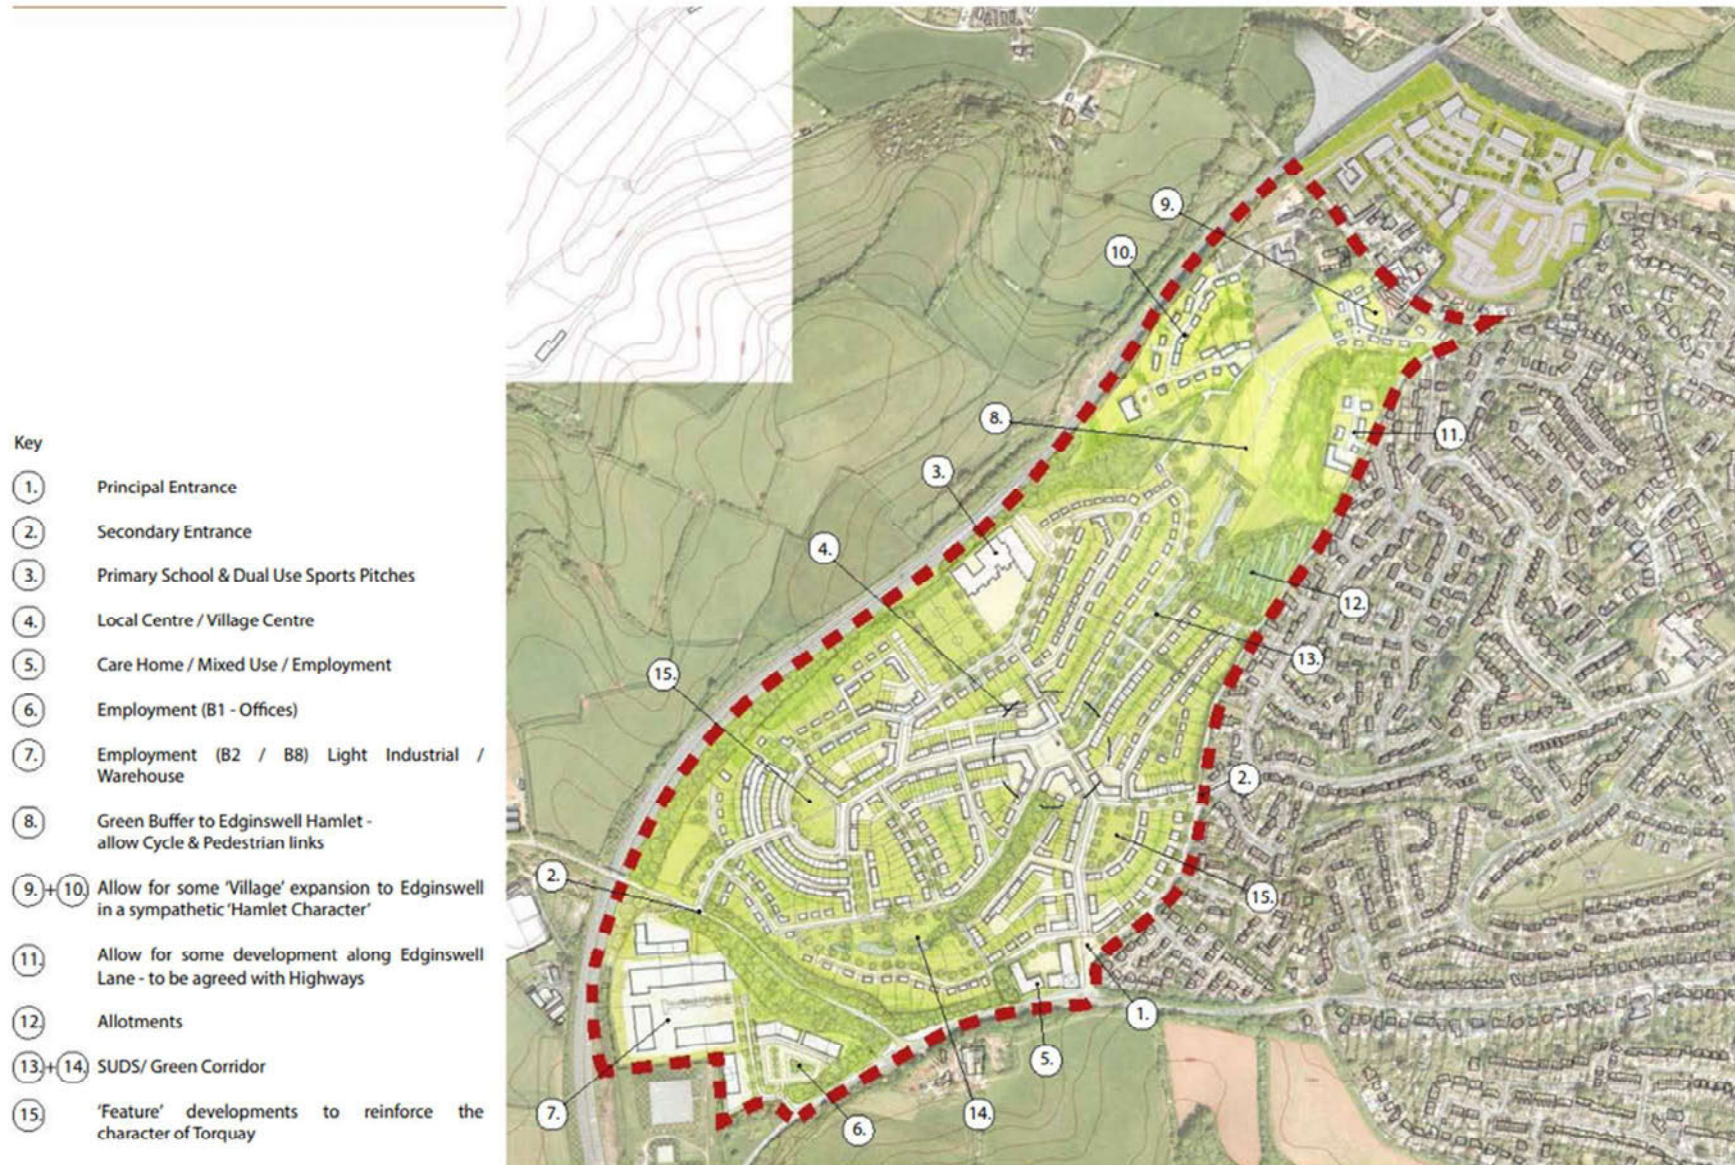 Key
1. Principal Entrance
2. Secondary Entrance
3. Primary School & Dual Use Sports Pitches
4. Local Centre / Village Centre
5. Care Home / Mixed Use / Employment
6. Employment (B1 - Offices)
7. Employment (B2 / B8) Light Industrial /
Warehouse
8. Green Buffer to Edginswell Hamlet -
allow Cycle & Pedestrian links
9.+10. Allow for some 'Village' expansion to Edginswell
in a sympathetic 'Hamlet Character'
11. Allow for some development along Edginswell
Lane - to be agreed with Highways
12. Allotments
13.+14. SUDS/ Green Corridor
15. 'Feature' developments to reinforce the
character of Torquay
9.
10.
8.
11.
3.
4.
12.
13.
15.
2.
2.
15.
1.
5.
7.
6.
14.